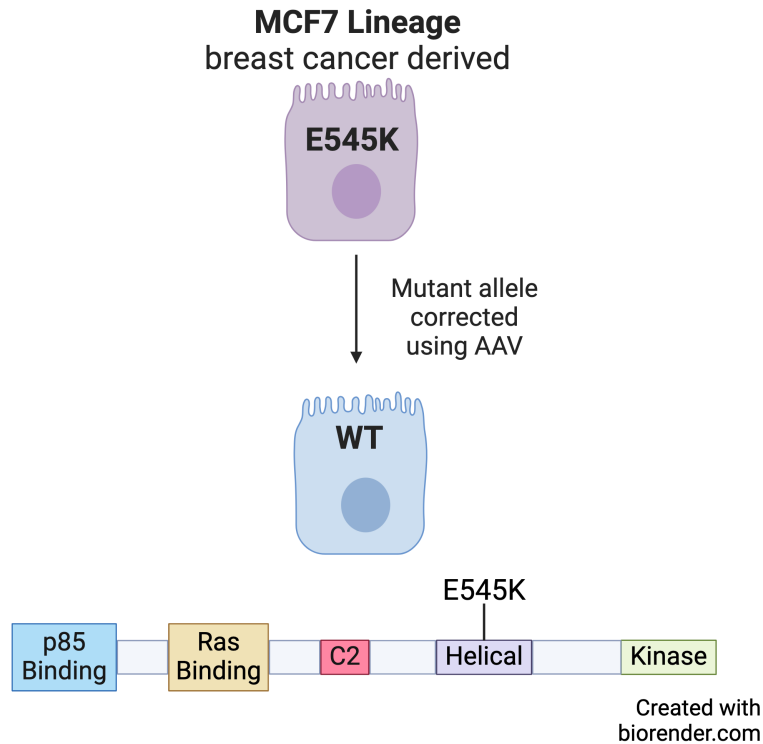 MCF7 Lineage
breast cancer derived
E545K
Mutant allele
corrected
using AAV
WT
E545K
p85
Binding
Ras
Binding
C2
Helical
Kinase
Created with
biorender.com